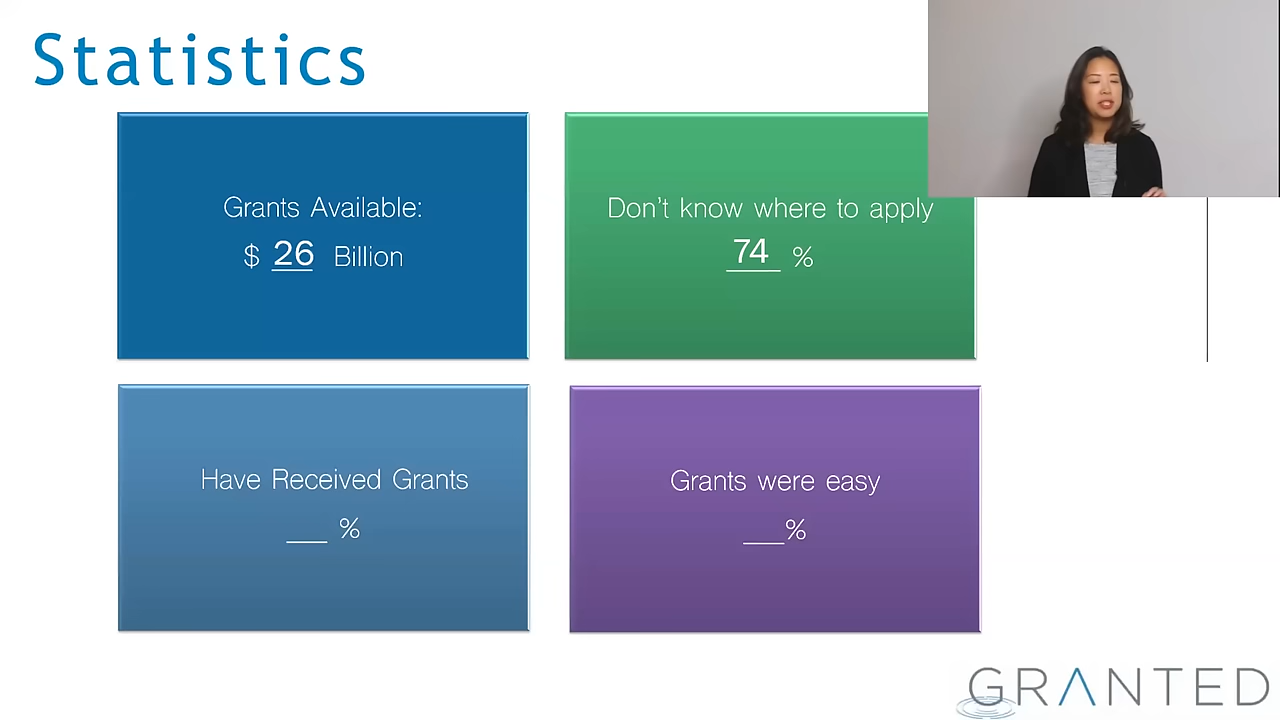 Statistics
Grants Available:
$ 26 Billion
Don't know where to apply
74 %
Have Received Grants
___ %
Grants were easy
___%
GRANTED